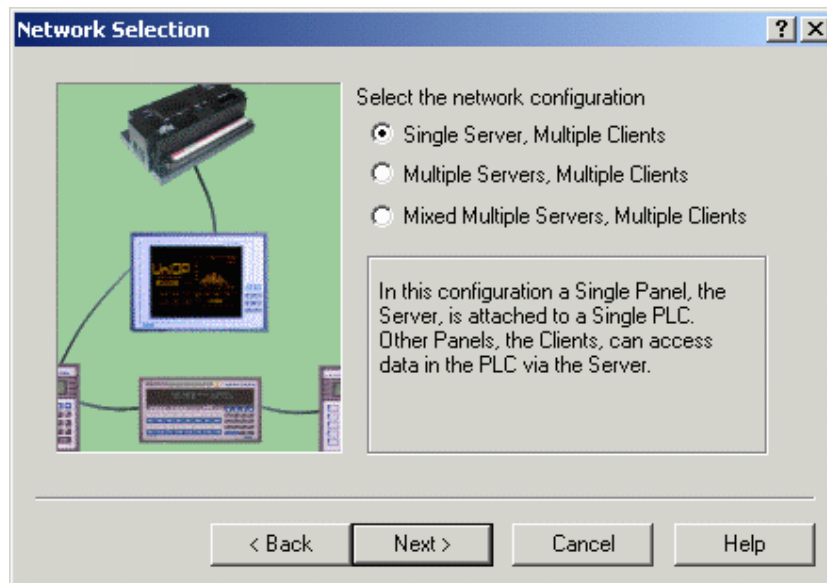 Network Selection
Select the network configuration
Single Server, Multiple Clients
Multiple Servers, Multiple Clients
Mixed Multiple Servers, Multiple Clients
In this configuration a Single Panel, the
Server, is attached to a Single PLC.
Other Panels, the Clients, can access
data in the PLC via the Server.
UniOP
< Back
Next >
Cancel
Help